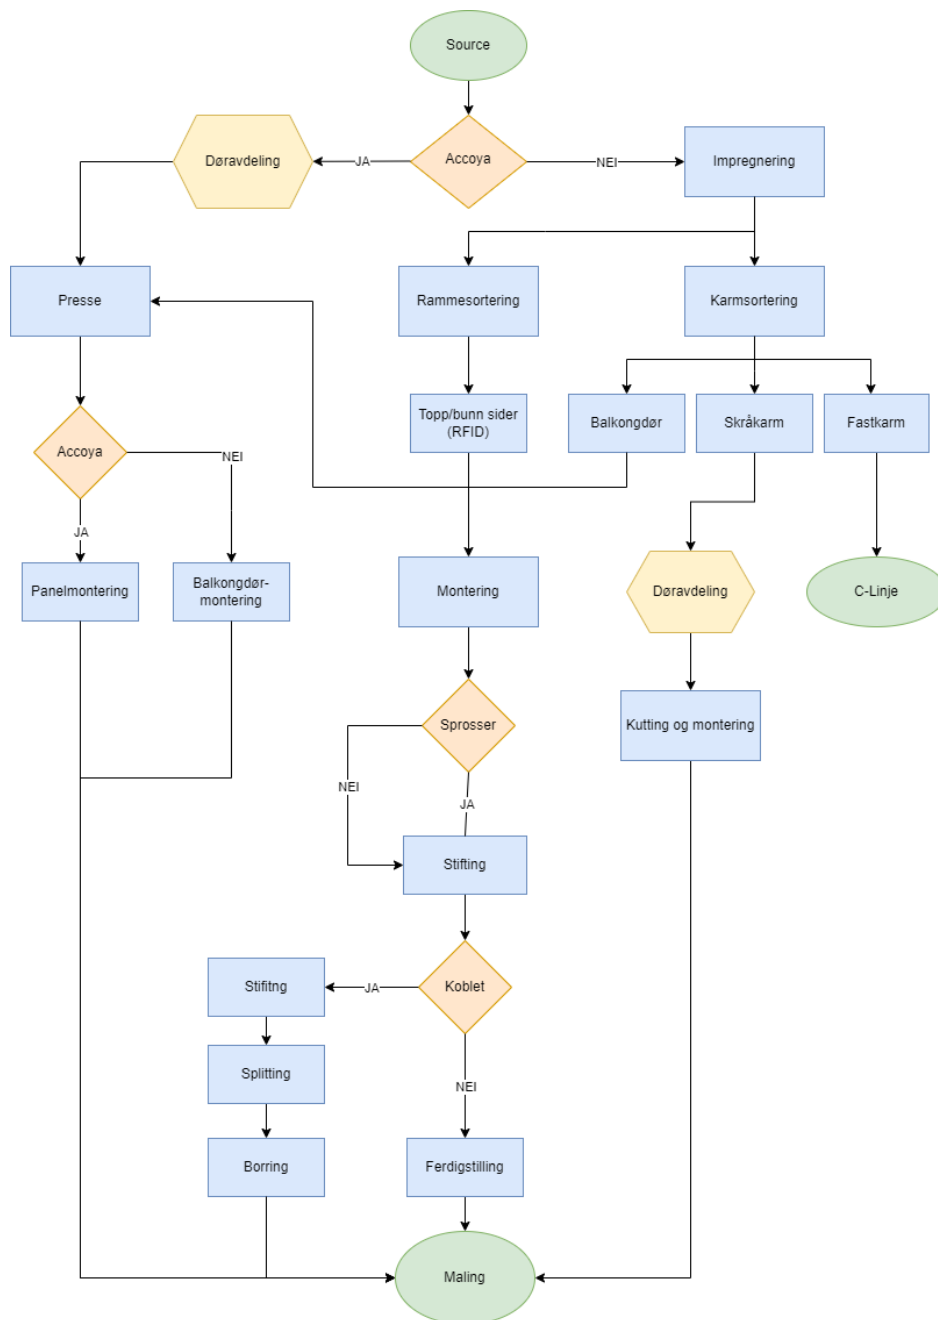 Source
Døravdeling
JA
Accoya
NEI
Impregnering
Presse
Rammesortering
Karmsortering
Topp/bunn sider
(RFID)
Balkongdør
Skråkarm
Fastkarm
Accoya
NEI
JA
Panelmontering
Balkongdør-
montering
Montering
Døravdeling
C-Linje
Sprosser
Kutting og montering
NEI
JA
Stifting
Stifitng
JA
Koblet
Splitting
NEI
Borring
Ferdigstilling
Maling